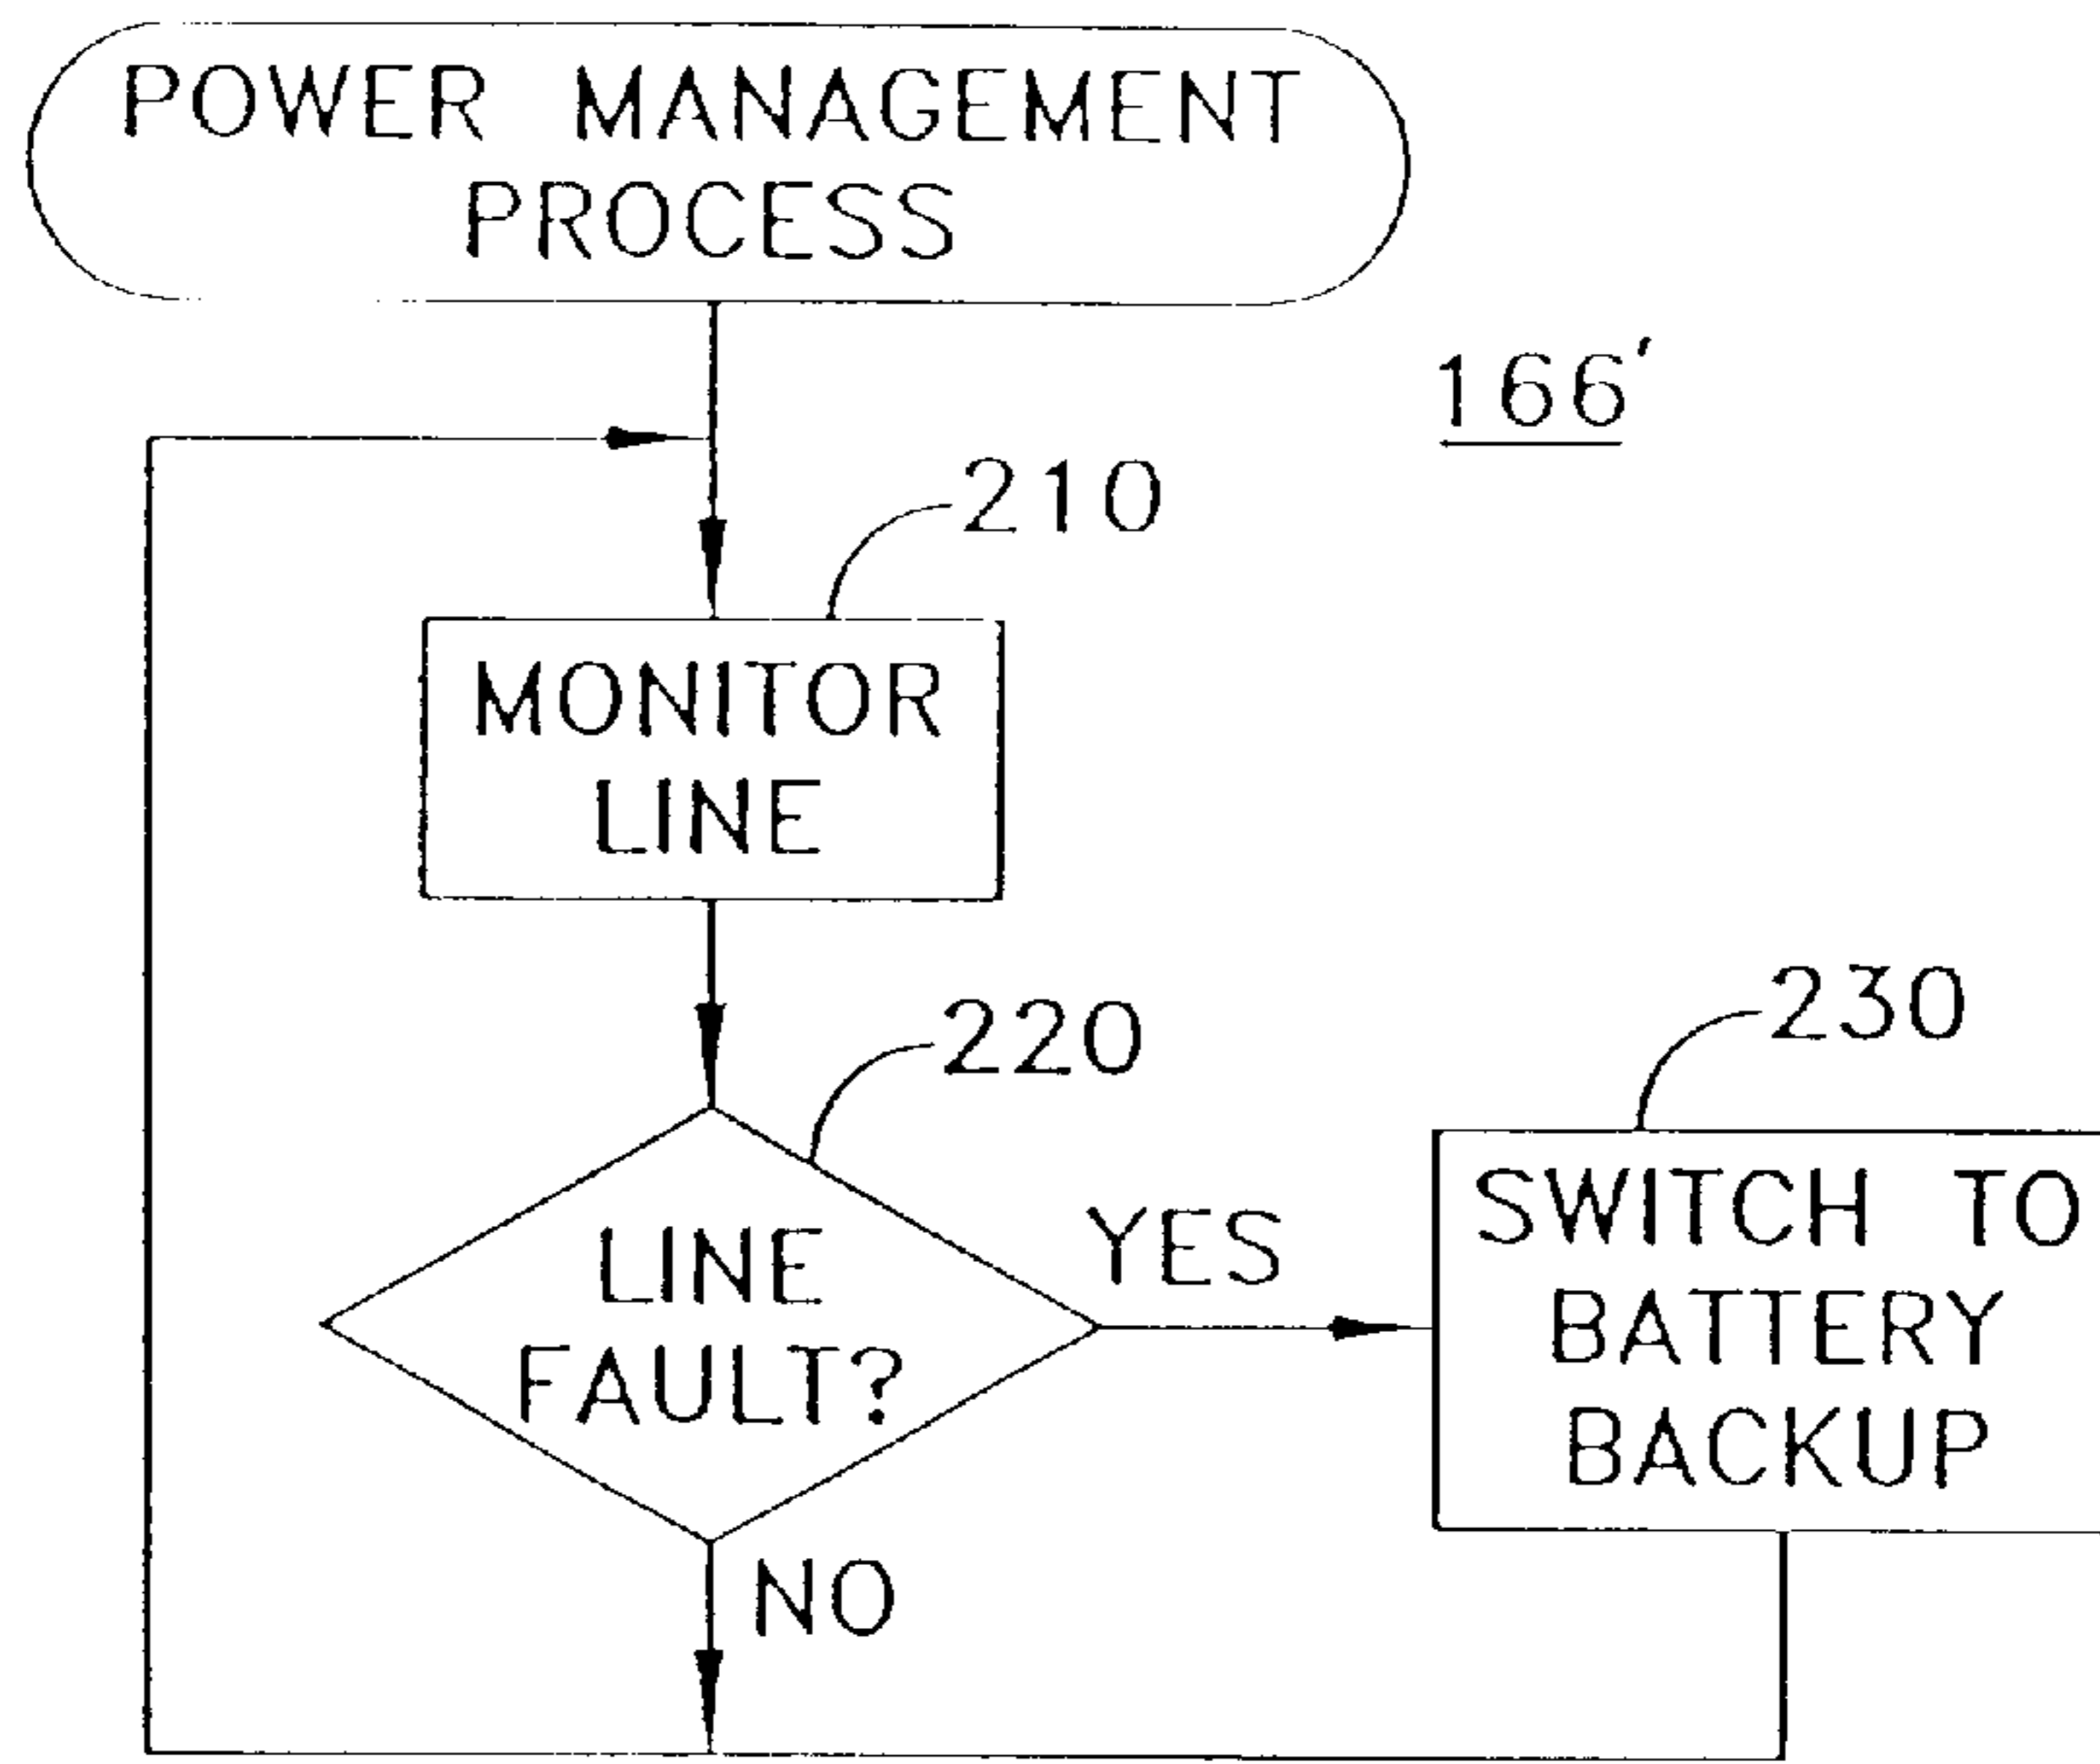 POWER MANAGEMENT
PROCESS
166'
210
MONITOR
LINE
220
230
LINE
FAULT?
YES
SWITCH TO
BATTERY
BACKUP
NO